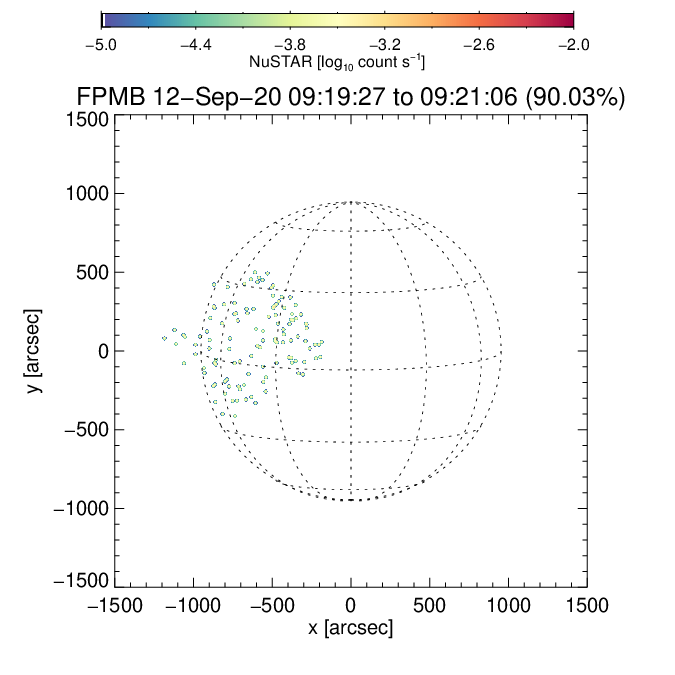 −5.0 −4.4 −3.8 −3.2 −2.6 −2.0
NuSTAR [log₁₀ count s⁻¹]
FPMB 12−Sep−20 09:19:27 to 09:21:06 (90.03%)
1500
1000
500
0
−500
−1000
−1500
y [arcsec]
−1500 −1000 −500 0 500 1000 1500
x [arcsec]